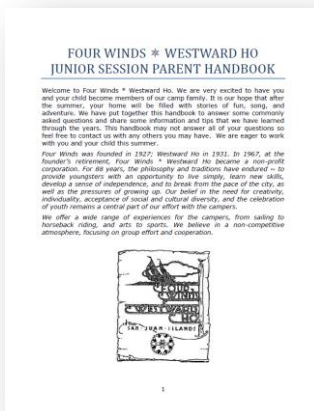 FOUR WINDS * WESTWARD HO
JUNIOR SESSION PARENT HANDBOOK
Welcome to Four Winds * Westward Ho. We are very excited to have you
and your child become members of our camp family. It is our hope that after
the summer, your home will be filled with stories of fun, song, and
adventure. We have put together this handbook to answer some commonly
asked questions and share some information and tips that we have learned
through the years. This handbook may not answer all of your questions so
feel free to contact us with any others you may have. We are eager to work
with you and your child this summer.
Four Winds was founded in 1927; Westward Ho in 1931. In 1967, at the
founder's retirement, Four Winds * Westward Ho became a non-profit
corporation. For 88 years, the philosophy and traditions have endured ~ to
provide youngsters with an opportunity to live simply, learn new skills,
develop a sense of independence, and to break from the pace of the city, as
well as the pressures of growing up. Our belief in the need for creativity,
individuality, acceptance of social and cultural diversity, and the celebration
of youth remains a central part of our effort with the campers.
We offer a wide range of experiences for the campers, from sailing to
horseback riding, and arts to sports. We believe in a non-competitive
atmosphere, focusing on group effort and cooperation.
FOUR
WINDS
WESTWARD
HO
SAN JUAN ISLANDS
1